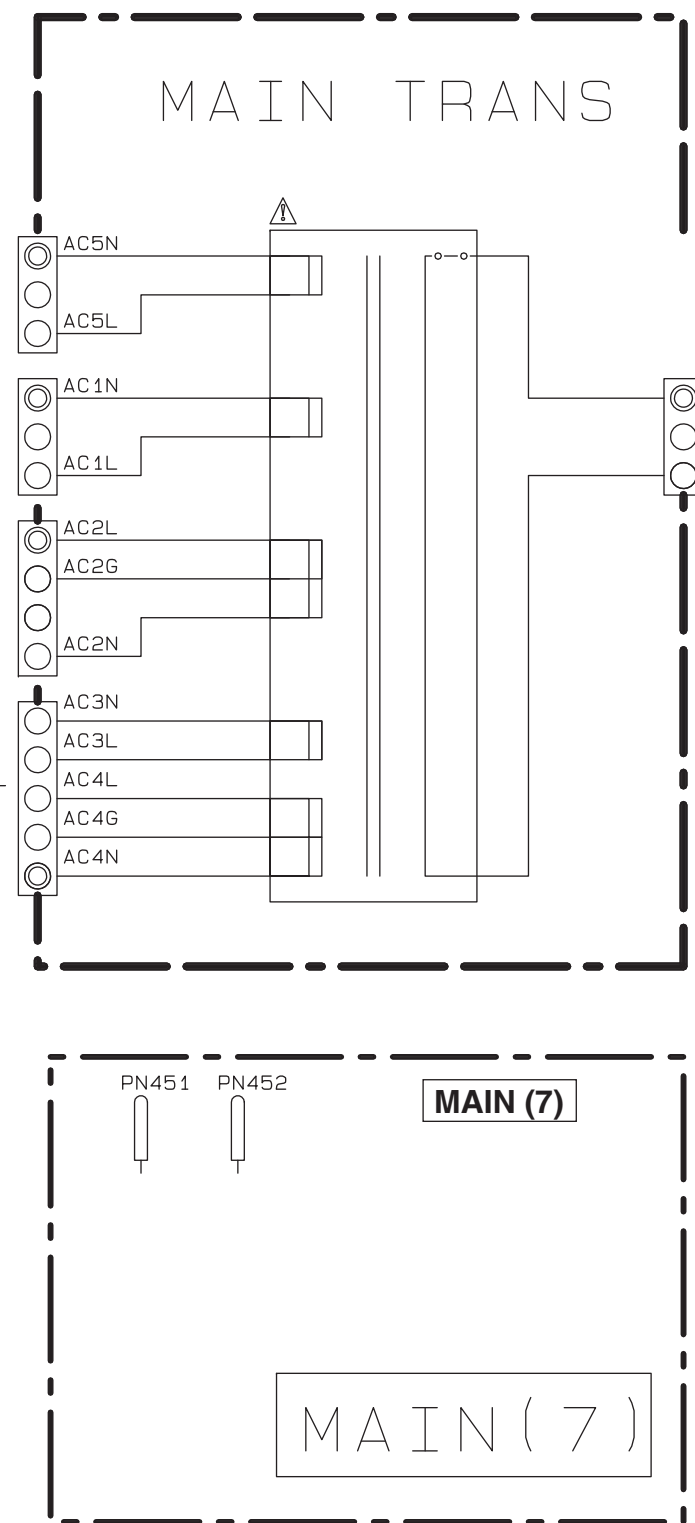 MAIN TRANS
AC5N
AC5L
AC1N
AC1L
AC2L
AC2G
AC2N
AC3N
AC3L
AC4L
AC4G
AC4N
PN451 PN452
MAIN (7)
MAIN(7)